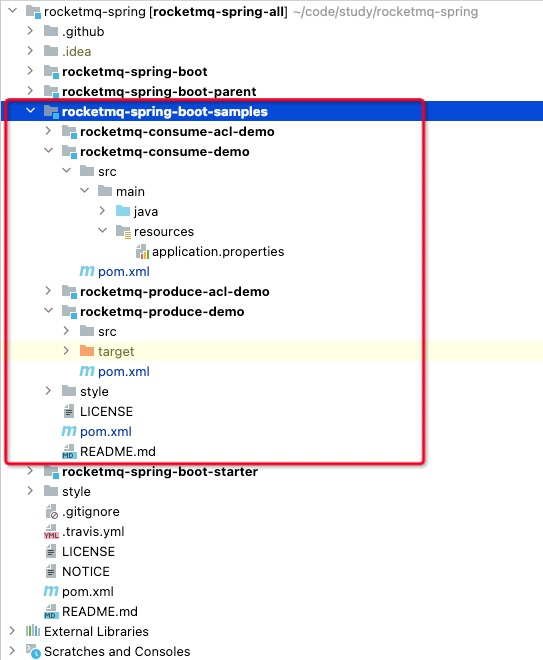 rocketmq-spring [rocketmq-spring-all] ~/code/study/rocketmq-spring
.github
.idea
rocketmq-spring-boot
rocketmq-spring-boot-parent
rocketmq-spring-boot-samples
rocketmq-consume-acl-demo
rocketmq-consume-demo
src
main
java
resources
application.properties
m pom.xml
rocketmq-produce-acl-demo
rocketmq-produce-demo
src
target
m pom.xml
style
LICENSE
m pom.xml
MD README.md
rocketmq-spring-boot-starter
style
.gitignore
YML .travis.yml
LICENSE
NOTICE
m pom.xml
MD README.md
External Libraries
Scratches and Consoles